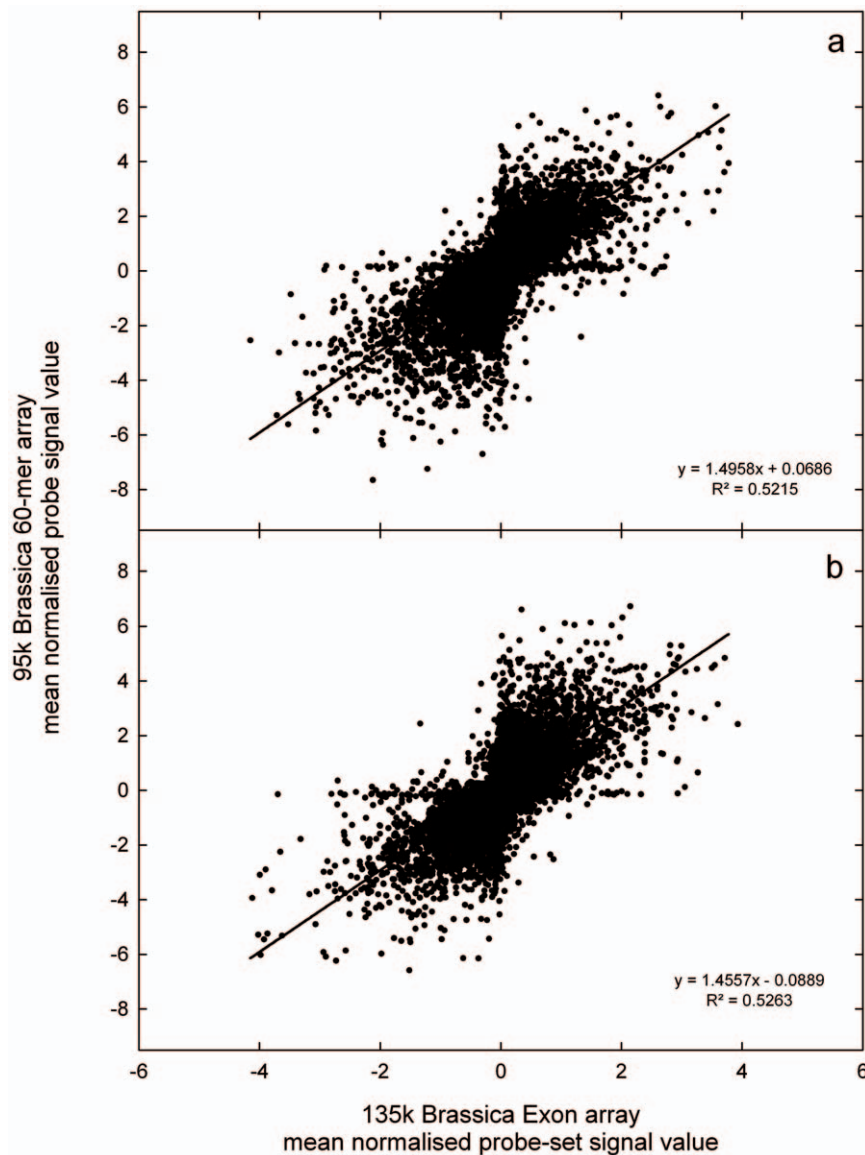 95k Brassica 60-mer array
mean normalised probe signal value
8
6
4
2
0
-2
-4
-6
-8
a
y = 1.4958x + 0.0686
R² = 0.5215
8
6
4
2
0
-2
-4
-6
-8
b
y = 1.4557x - 0.0889
R² = 0.5263
-6 -4 -2 0 2 4 6
135k Brassica Exon array
mean normalised probe-set signal value